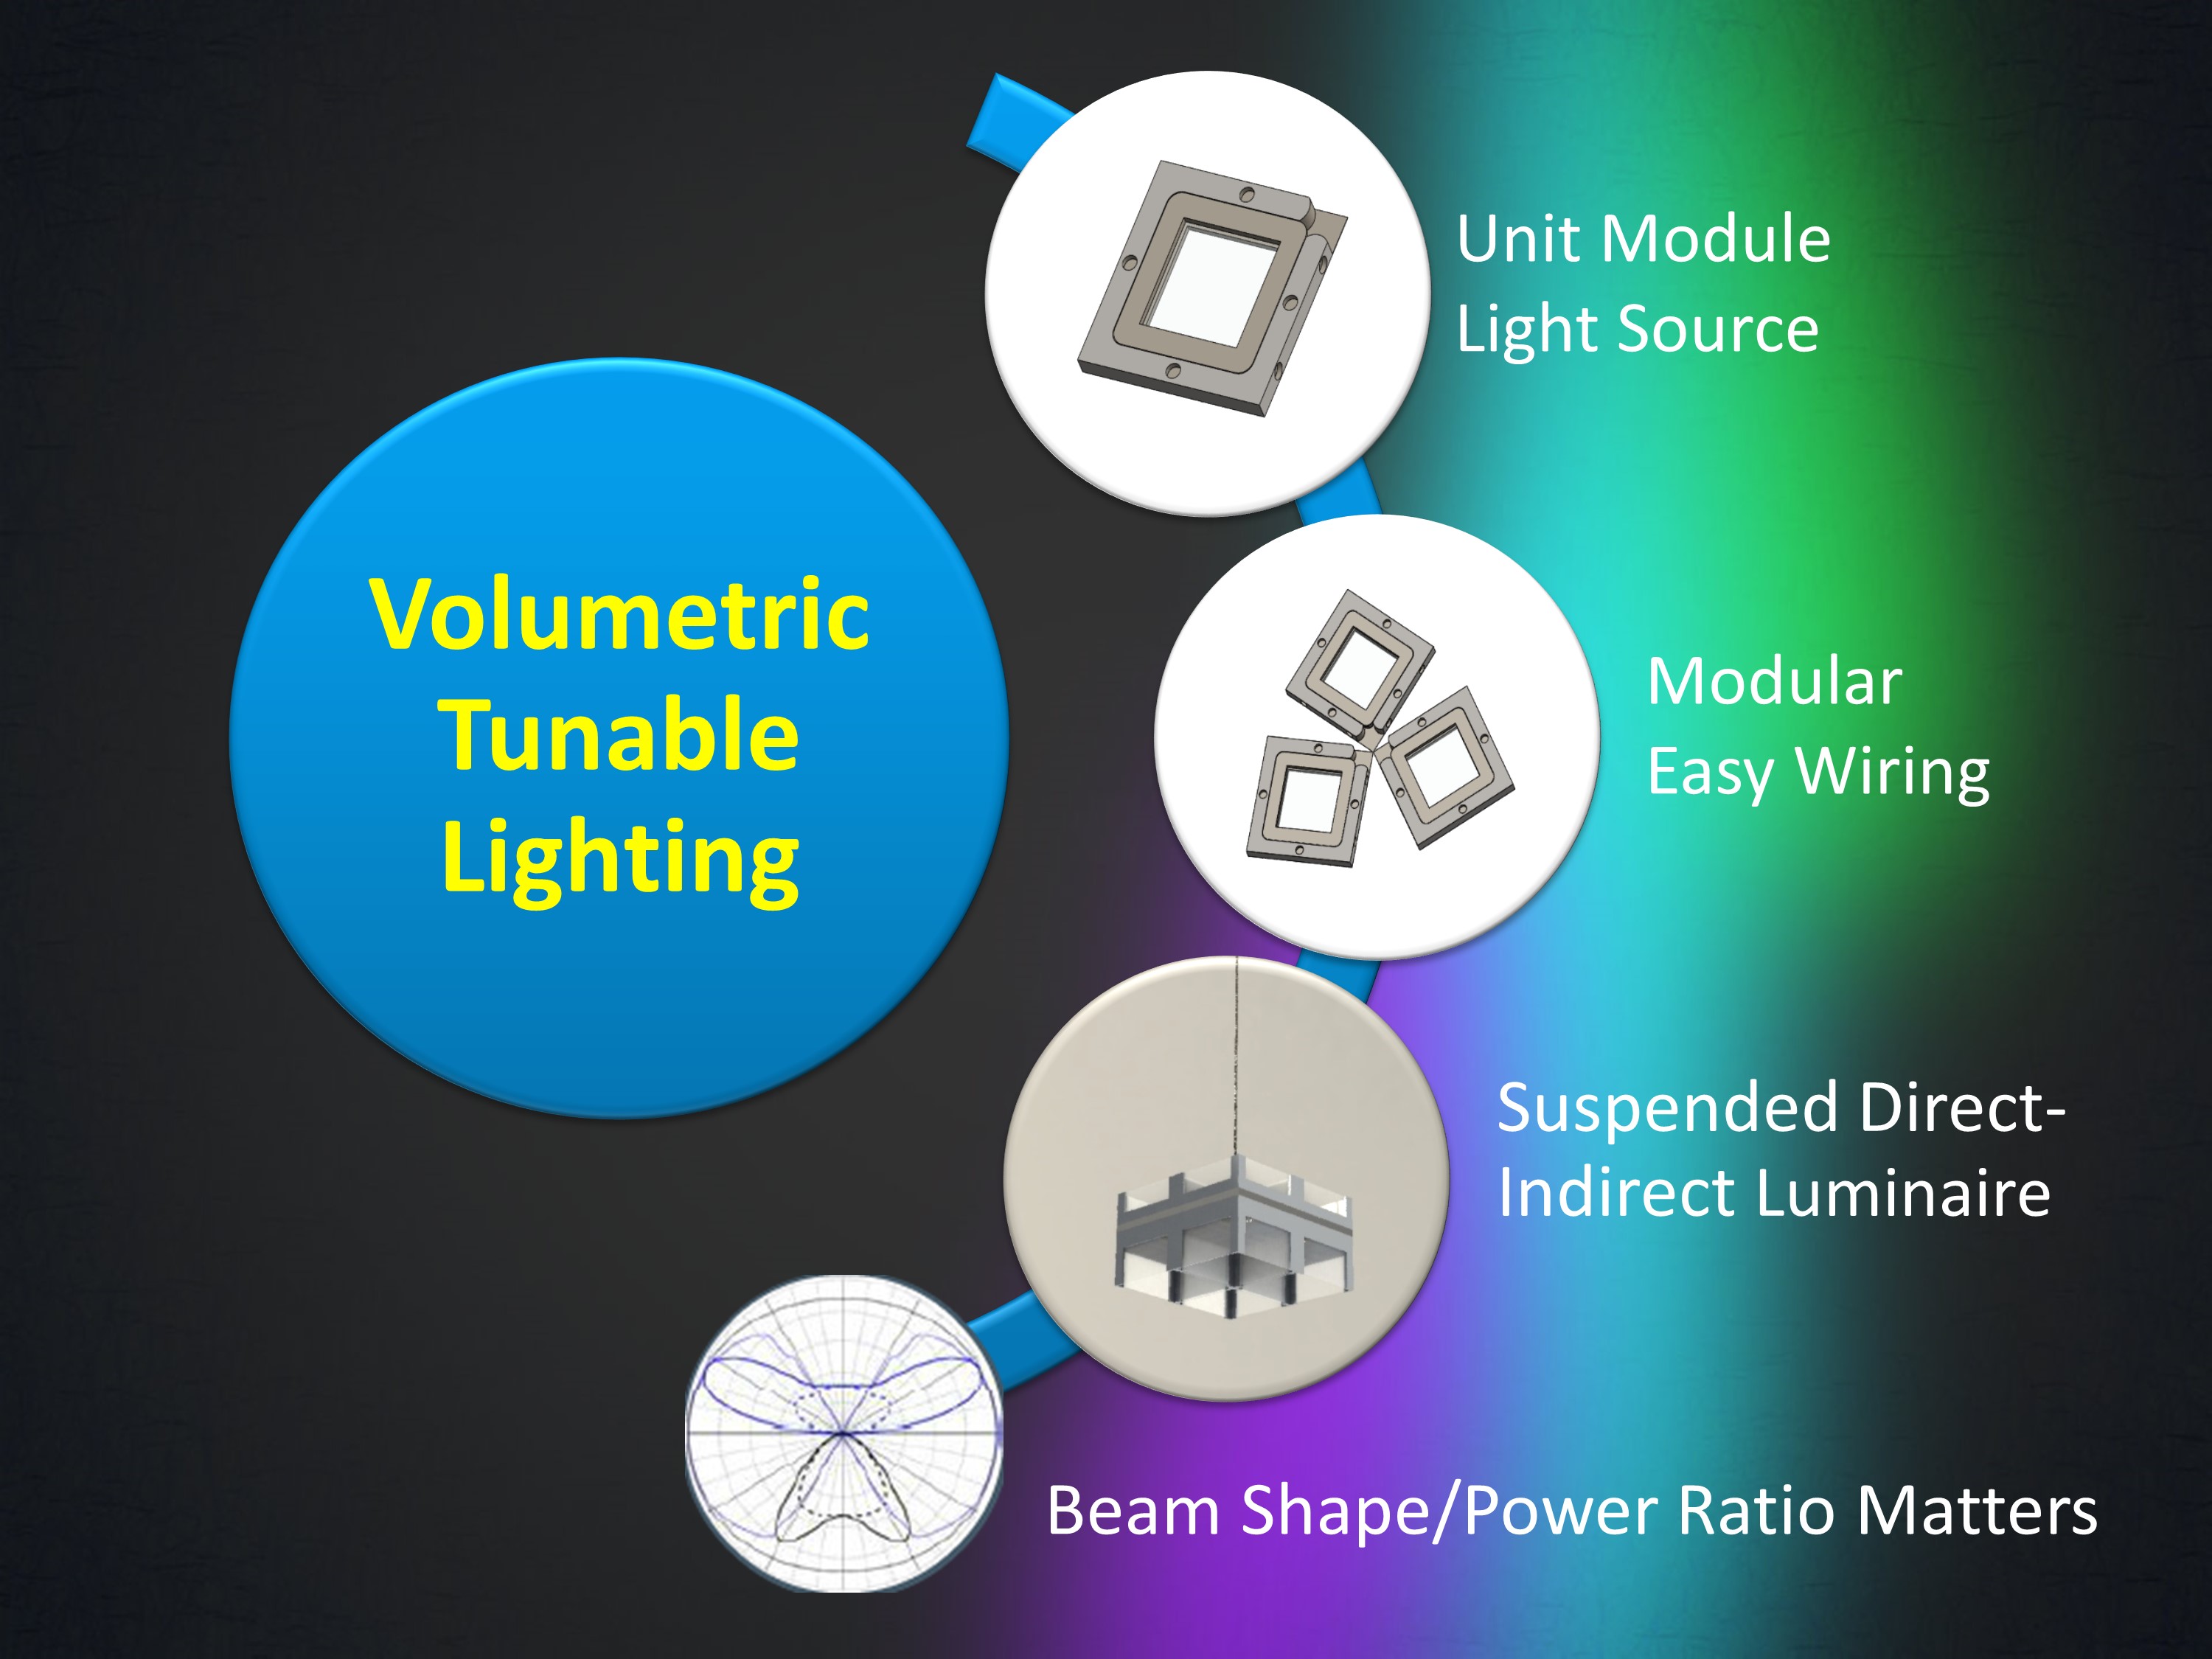 Volumetric
Tunable
Lighting
Unit Module
Light Source
Modular
Easy Wiring
Suspended Direct-
Indirect Luminaire
Beam Shape/Power Ratio Matters